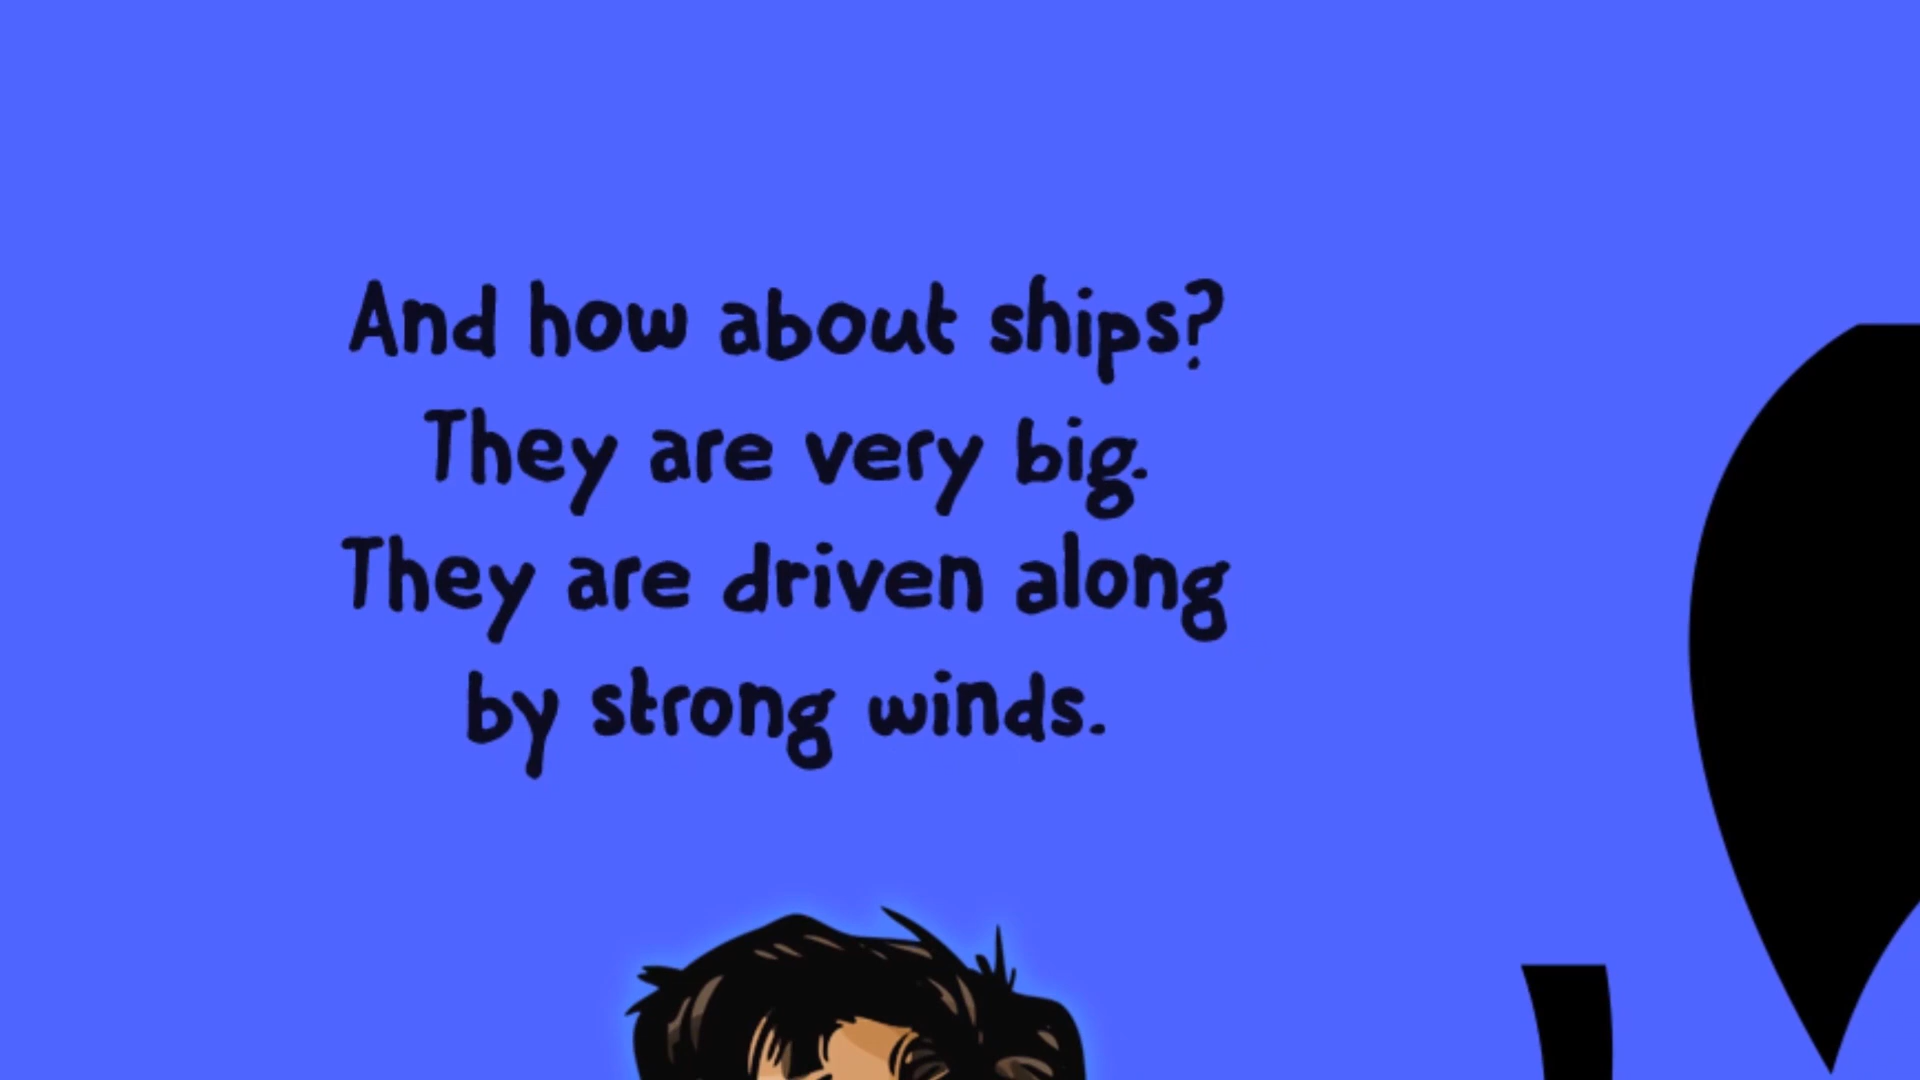 And how about ships?
They are very big.
They are driven along
by strong winds.